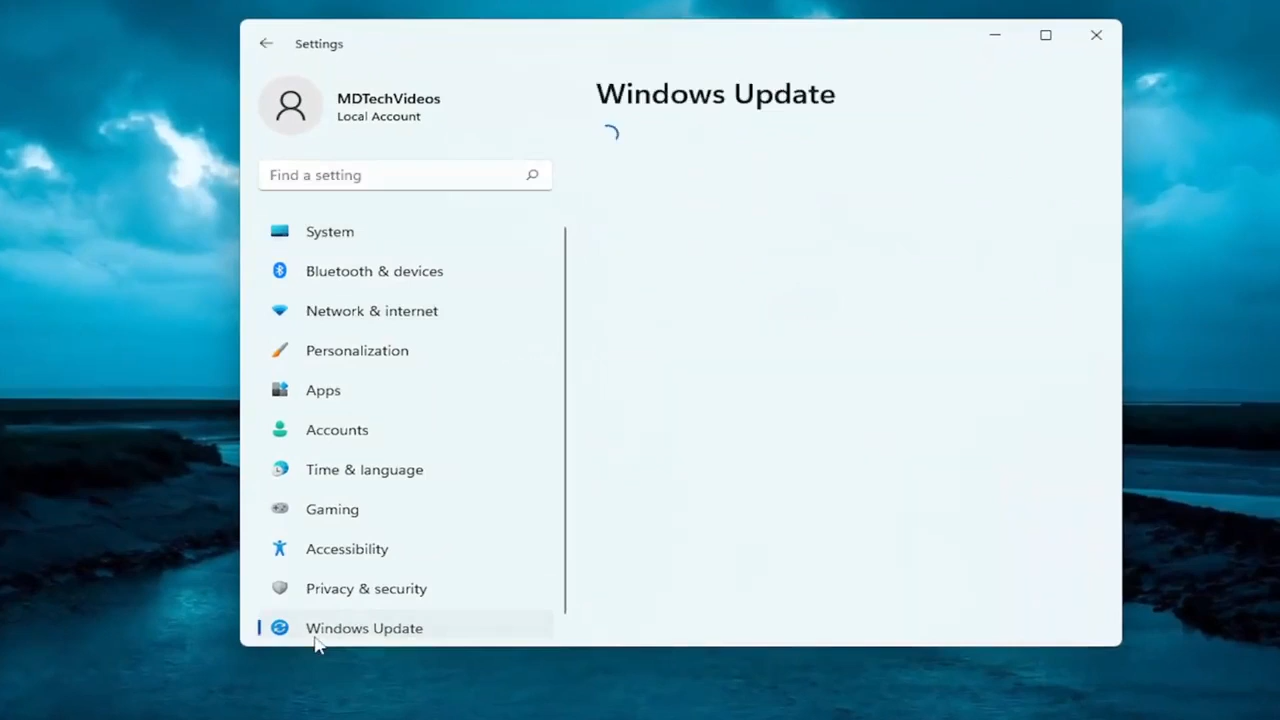 Settings
MDTechVideos
Local Account
Find a setting
System
Bluetooth & devices
Network & internet
Personalization
Apps
Accounts
Time & language
Gaming
Accessibility
Privacy & security
Windows Update
Windows Update